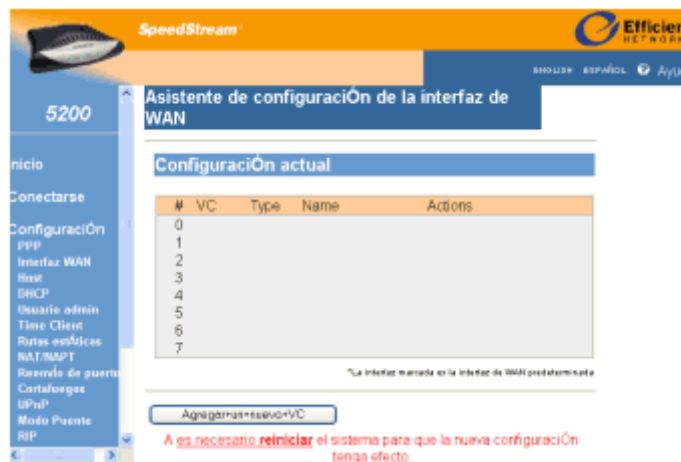 SpeedStream
Efficien
NETWOR
ENGLISH ESPAÑOL ? Ayu
5200
nicio
Conectarse
ConfiguraciÓn
PPP
Interfaz WAN
Host
DHCP
Usuario admin
Time Client
Rutas estÁticas
NAT/NAPT
ReenvÍo de puerto
Cortafuegos
UPnP
Modo Puente
RIP
Asistente de configuraciÓn de la interfaz de
WAN
ConfiguraciÓn actual
# VC Type Name Actions
0
1
2
3
4
5
6
7
*La interfaz marcada es la interfaz de WAN predeterminada
Agregar+un+nuevo+VC
A es necesario reiniciar el sistema para que la nueva configuraciÓn
tenga efecto